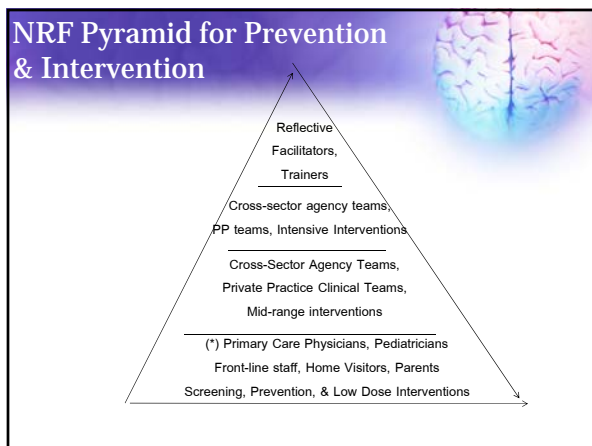 NRF Pyramid for Prevention
& Intervention
Reflective
Facilitators,
Trainers
Cross-sector agency teams,
PP teams, Intensive Interventions
Cross-Sector Agency Teams,
Private Practice Clinical Teams,
Mid-range interventions
(*) Primary Care Physicians, Pediatricians
Front-line staff, Home Visitors, Parents
Screening, Prevention, & Low Dose Interventions